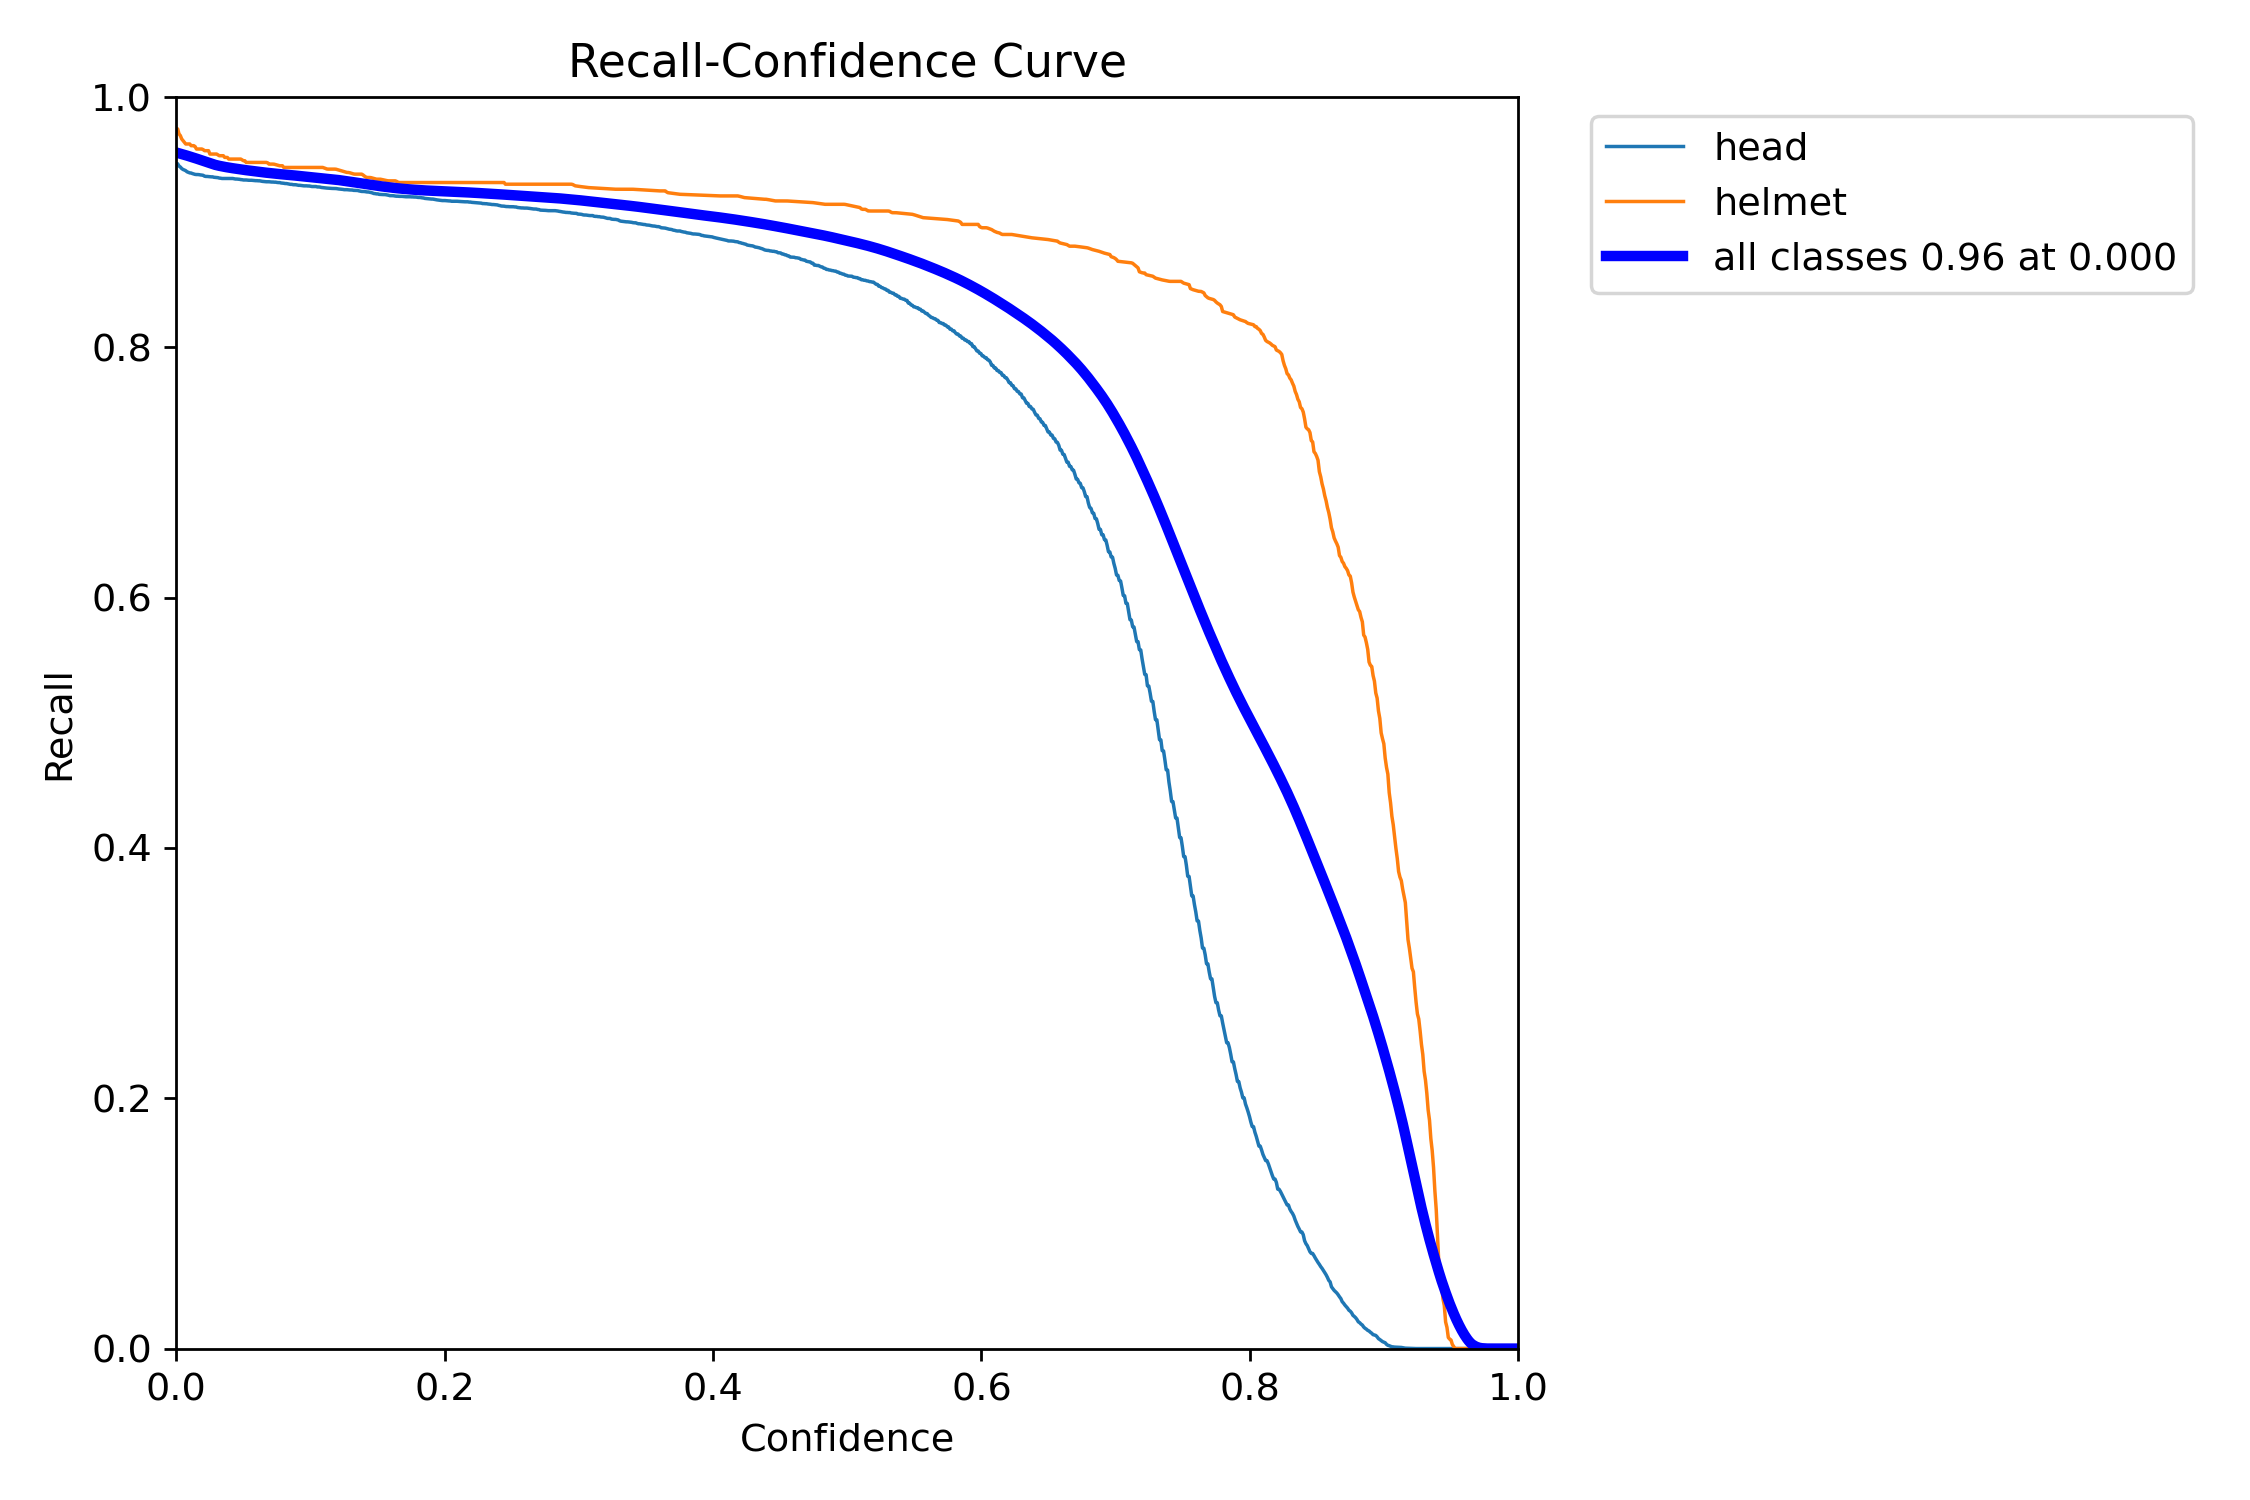 Recall-Confidence Curve
1.0
0.8
0.6
0.4
0.2
0.0
Recall
0.0 0.2 0.4 0.6 0.8 1.0
Confidence
head
helmet
all classes 0.96 at 0.000